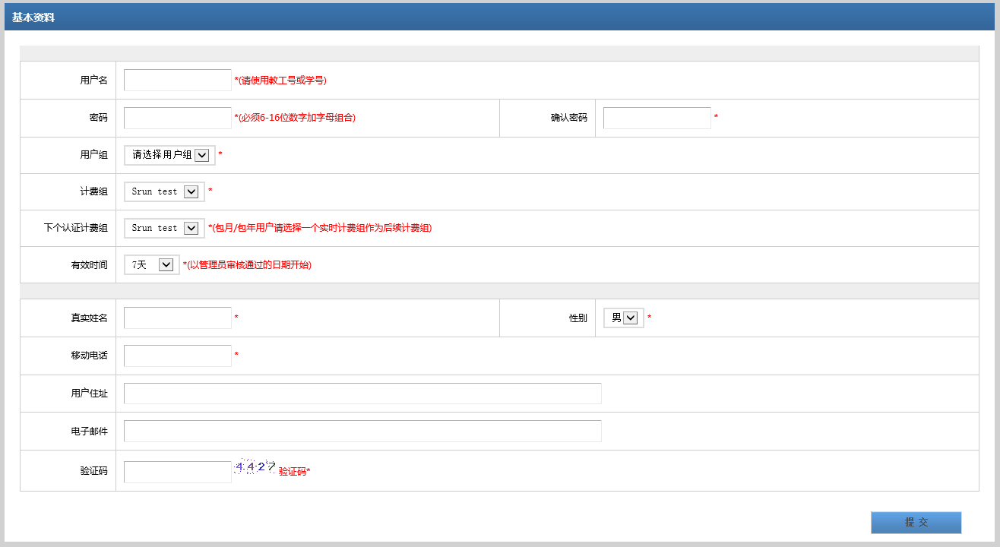 基本资料
用户名 *(请使用教工号或学号)
密码 *(必须6-16位数字加字母组合) 确认密码 *
用户组 请选择用户组 *
计费组 Srun test *
下个认证计费组 Srun test *(包月/包年用户请选择一个实时计费组作为后续计费组)
有效时间 7天 *(以管理员审核通过的日期开始)
真实姓名 * 性别 男 *
移动电话 *
用户住址
电子邮件
验证码 4427 验证码*
提 交